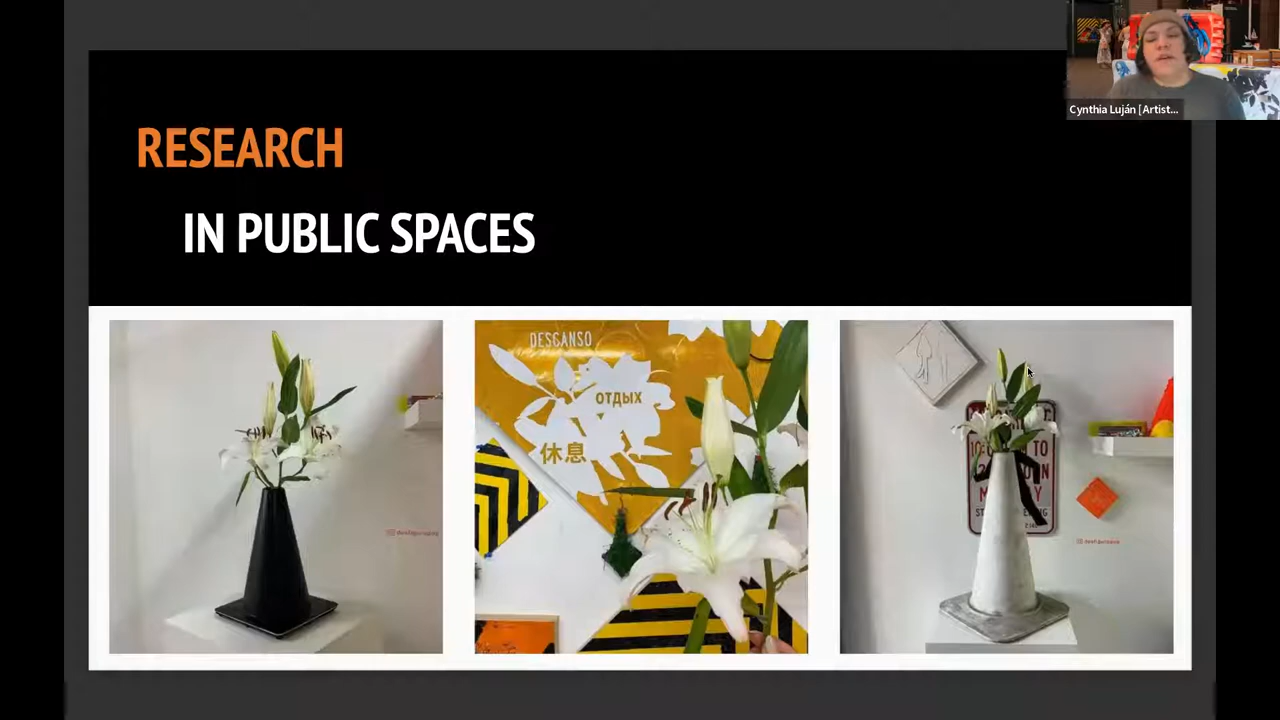 RESEARCH
IN PUBLIC SPACES
Cynthia Luján [Artist...
DESCANSO
ОТДЫХ
休息